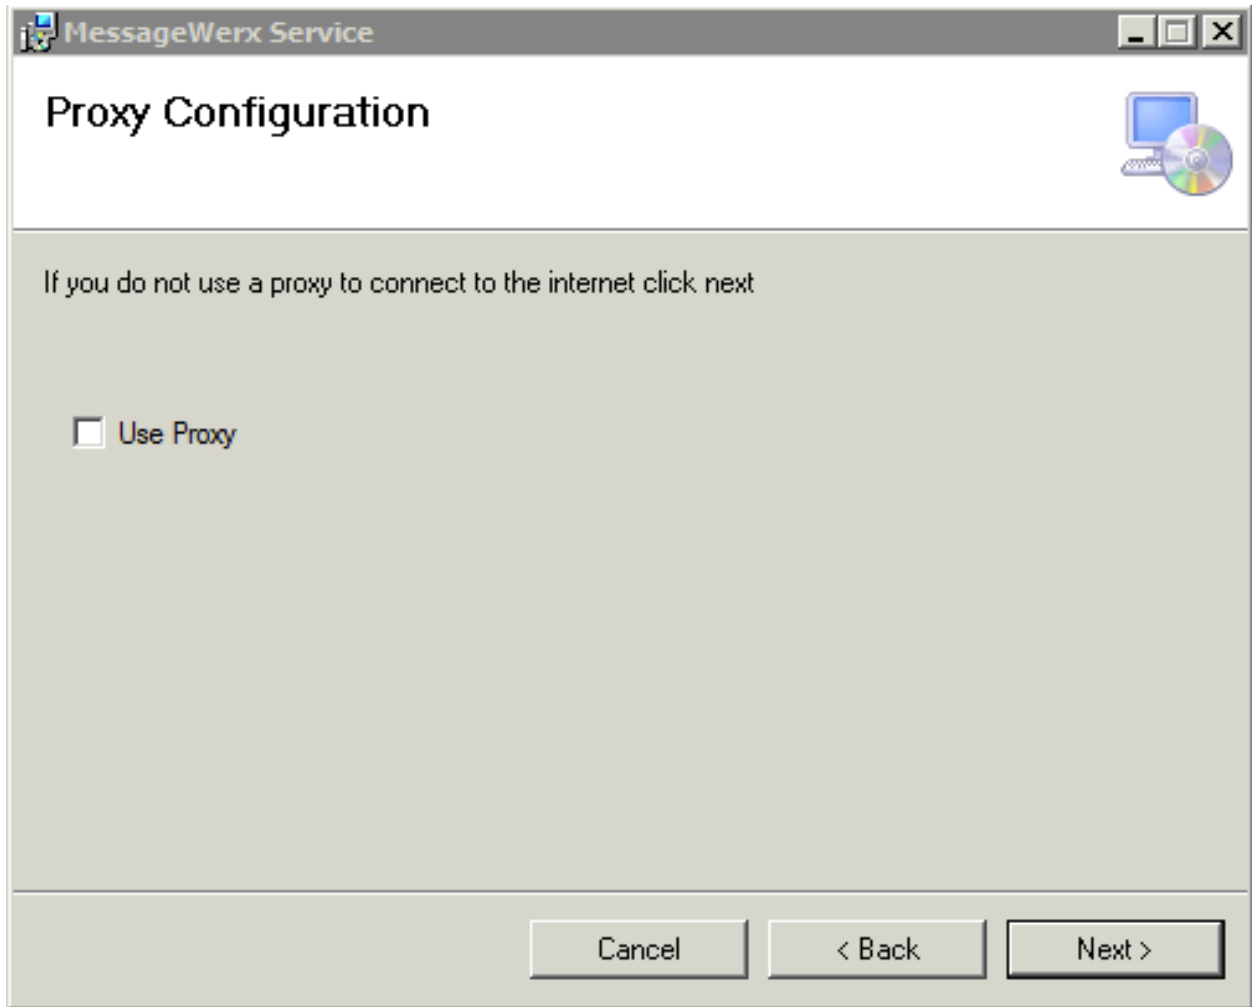 MessageWerx Service
Proxy Configuration
If you do not use a proxy to connect to the internet click next
Use Proxy
Cancel
< Back
Next >